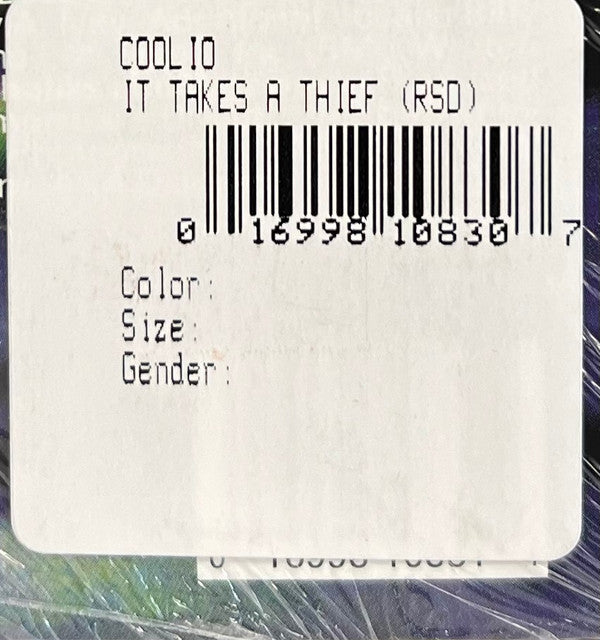 COOLIO
IT TAKES A THIEF (RSD)
0 16998 10830 7
Color:
Size:
Gender: